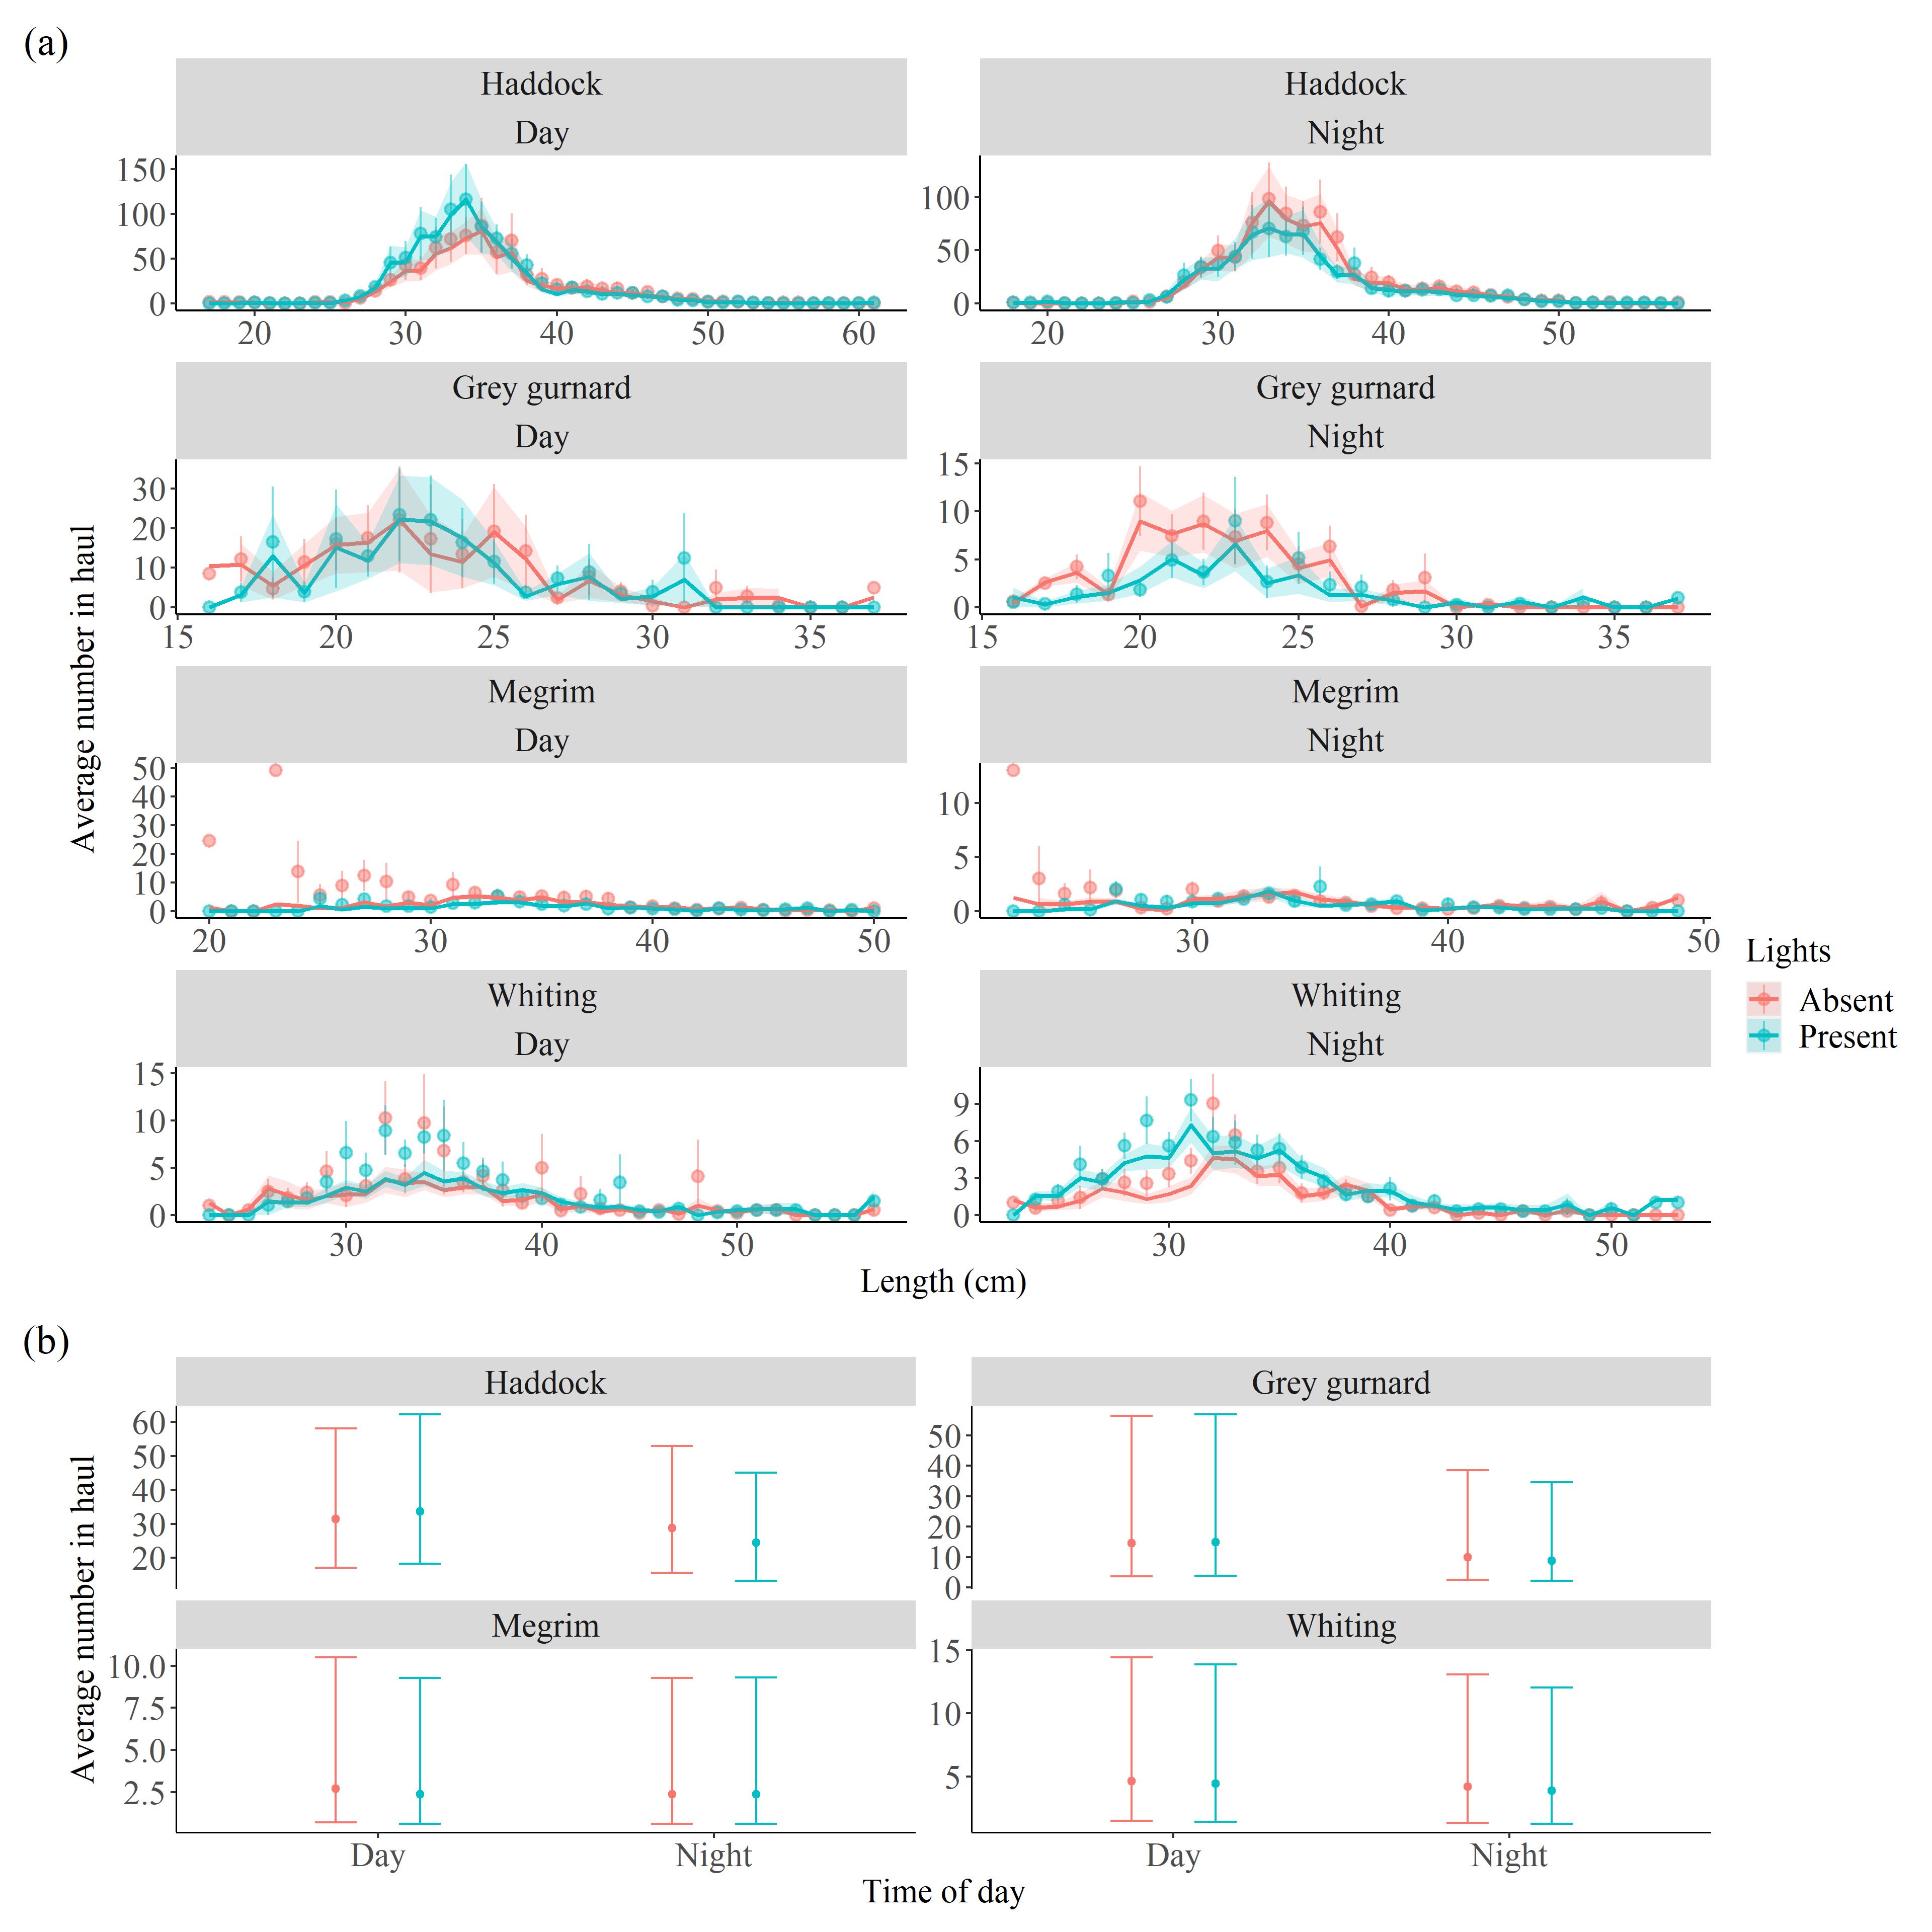 (a)
Haddock
Day
Haddock
Night
150
100
50
0
20 30 40 50 60
100
50
0
20 30 40 50
Grey gurnard
Day
Grey gurnard
Night
30
20
10
0
15 20 25 30 35
15
10
5
0
15 20 25 30 35
Average number in haul
Megrim
Day
Megrim
Night
50
40
30
20
10
0
20 30 40 50
10
5
0
30 40 50
Whiting
Day
Whiting
Night
15
10
5
0
30 40 50
9
6
3
0
30 40 50
Length (cm)
Lights
Absent
Present
(b)
Haddock
Grey gurnard
60
50
40
30
20
50
40
30
20
10
0
Average number in haul
Megrim
Whiting
10.0
7.5
5.0
2.5
15
10
5
Day Night
Day Night
Time of day